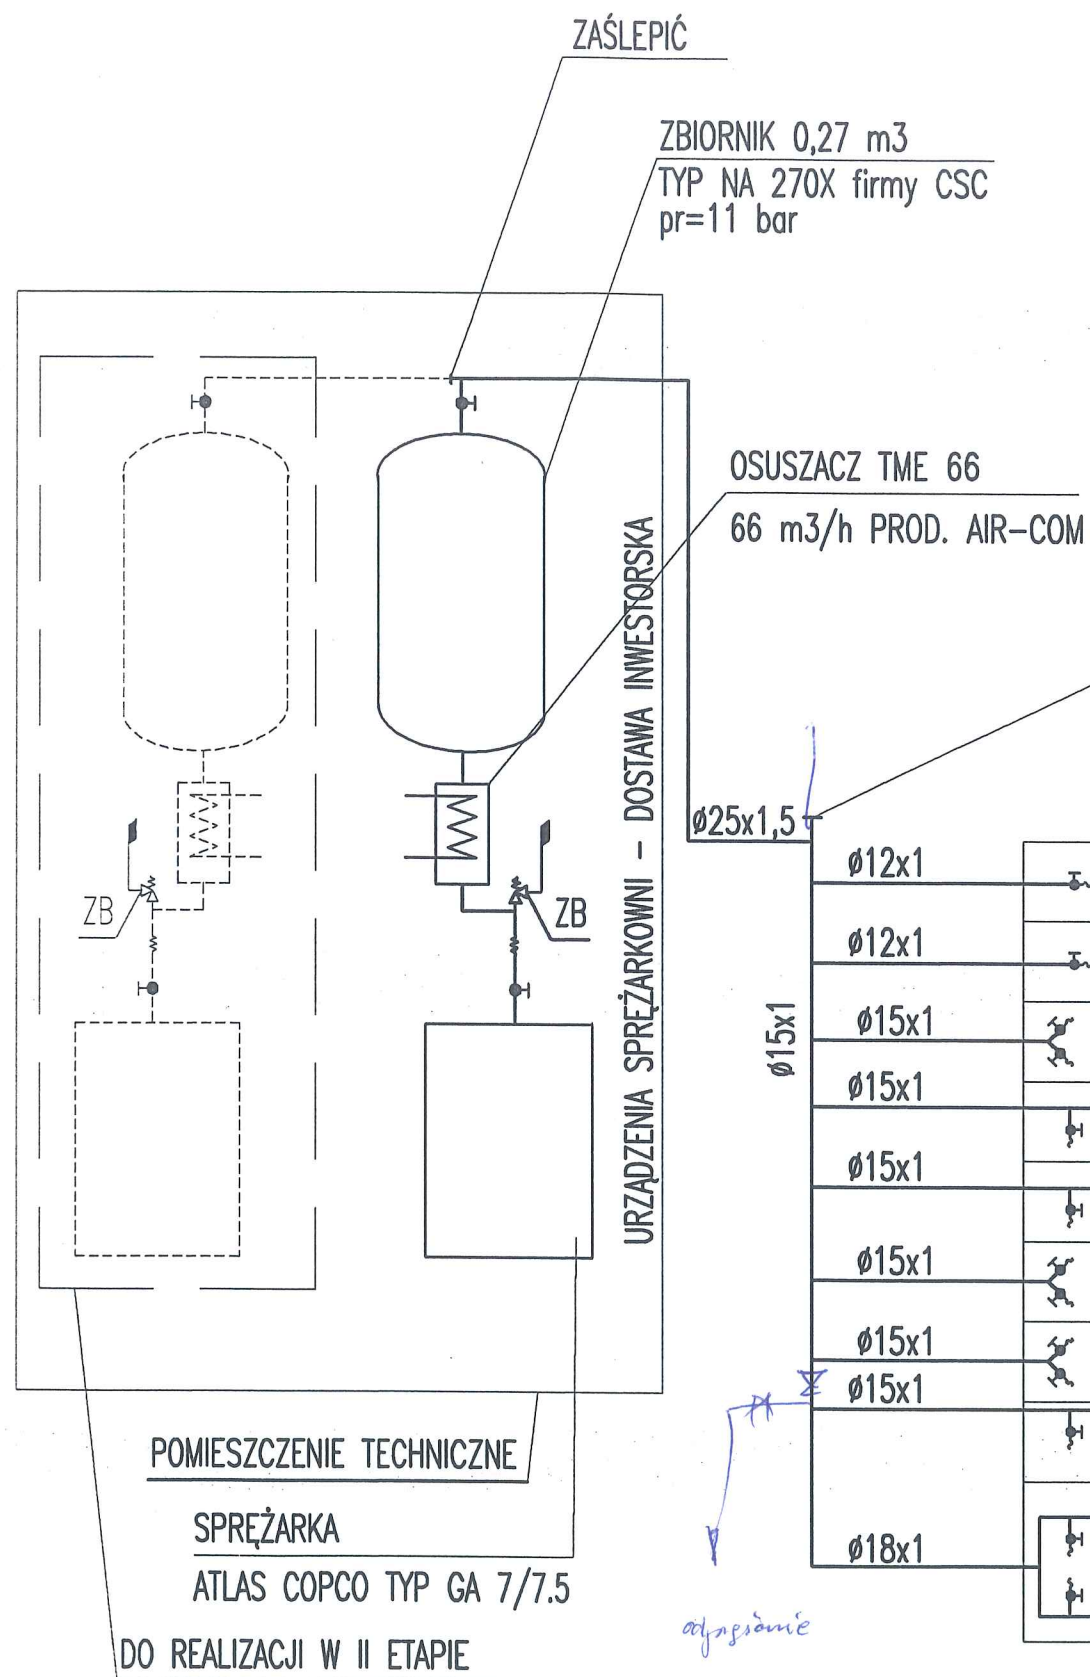 ZAŚLEPIĆ
ZBIORNIK 0,27 m3
TYP NA 270X firmy CSC
pr=11 bar
OSUSZACZ TME 66
66 m3/h PROD. AIR-COM
URZĄDZENIA SPRĘŻARKOWNI - DOSTAWA INWESTORSKA
ZB
ZB
ø25x1,5
ø15x1
ø12x1
ø12x1
ø15x1
ø15x1
ø15x1
ø15x1
ø15x1
ø15x1
ø18x1
POMIESZCZENIE TECHNICZNE
SPRĘŻARKA
ATLAS COPCO TYP GA 7/7.5
DO REALIZACJI W II ETAPIE